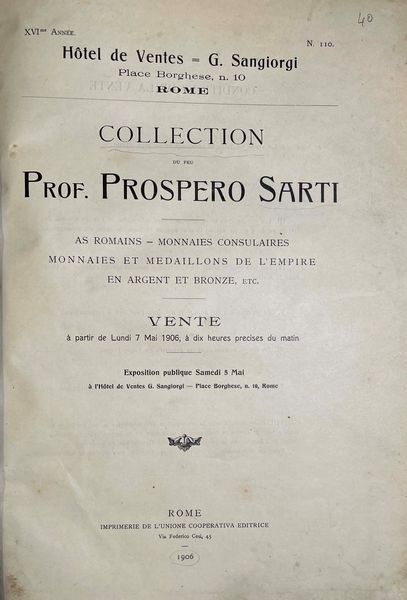 40
XVIme ANNÉE.
N. 110.
Hôtel de Ventes = G. Sangiorgi
Place Borghese, n. 10
ROME
COLLECTION
DU FEU
PROF. PROSPERO SARTI
AS ROMAINS – MONNAIES CONSULAIRES
MONNAIES ET MEDAILLONS DE L'EMPIRE
EN ARGENT ET BRONZE, ETC.
VENTE
à partir de Lundi 7 Mai 1906, à dix heures precises du matin
Exposition publique Samedi 5 Mai
à l'Hôtel de Ventes G. Sangiorgi — Place Borghese, n. 10, Rome
ROME
IMPRIMERIE DE L'UNIONE COOPERATIVA EDITRICE
Via Federico Cesi, 45
1906